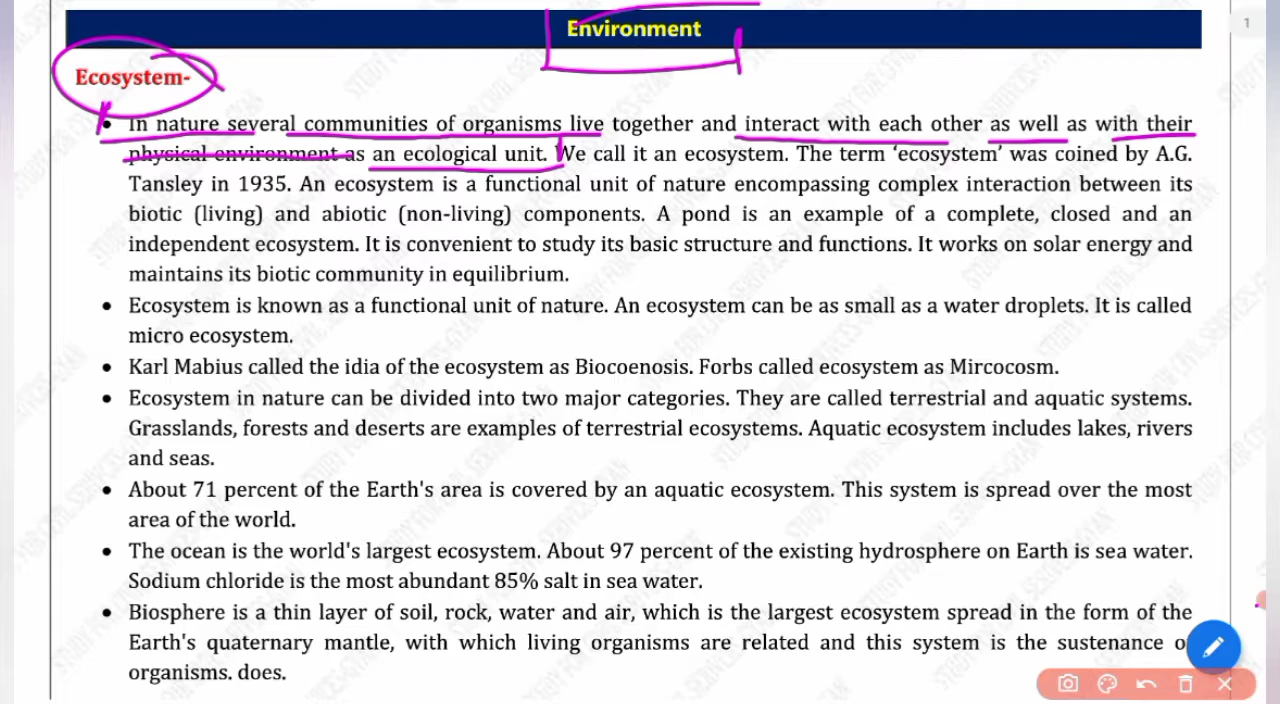 Environment
1
Ecosystem-
• In nature several communities of organisms live together and interact with each other as well as with their
physical environment as an ecological unit. We call it an ecosystem. The term ‘ecosystem’ was coined by A.G.
Tansley in 1935. An ecosystem is a functional unit of nature encompassing complex interaction between its
biotic (living) and abiotic (non-living) components. A pond is an example of a complete, closed and an
independent ecosystem. It is convenient to study its basic structure and functions. It works on solar energy and
maintains its biotic community in equilibrium.
• Ecosystem is known as a functional unit of nature. An ecosystem can be as small as a water droplets. It is called
micro ecosystem.
• Karl Mabius called the idia of the ecosystem as Biocoenosis. Forbs called ecosystem as Mircocosm.
• Ecosystem in nature can be divided into two major categories. They are called terrestrial and aquatic systems.
Grasslands, forests and deserts are examples of terrestrial ecosystems. Aquatic ecosystem includes lakes, rivers
and seas.
• About 71 percent of the Earth's area is covered by an aquatic ecosystem. This system is spread over the most
area of the world.
• The ocean is the world's largest ecosystem. About 97 percent of the existing hydrosphere on Earth is sea water.
Sodium chloride is the most abundant 85% salt in sea water.
• Biosphere is a thin layer of soil, rock, water and air, which is the largest ecosystem spread in the form of the
Earth's quaternary mantle, with which living organisms are related and this system is the sustenance o
organisms. does.